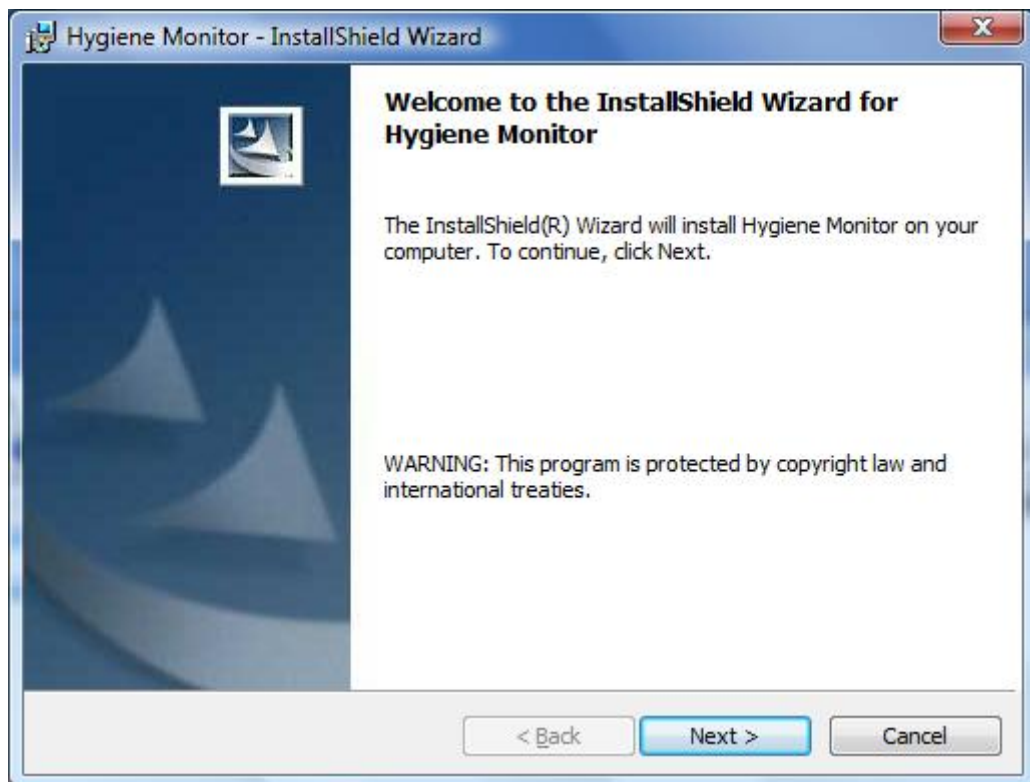 Hygiene Monitor - InstallShield Wizard
X
Welcome to the InstallShield Wizard for
Hygiene Monitor
The InstallShield(R) Wizard will install Hygiene Monitor on your
computer. To continue, click Next.
WARNING: This program is protected by copyright law and
international treaties.
< Back
Next >
Cancel